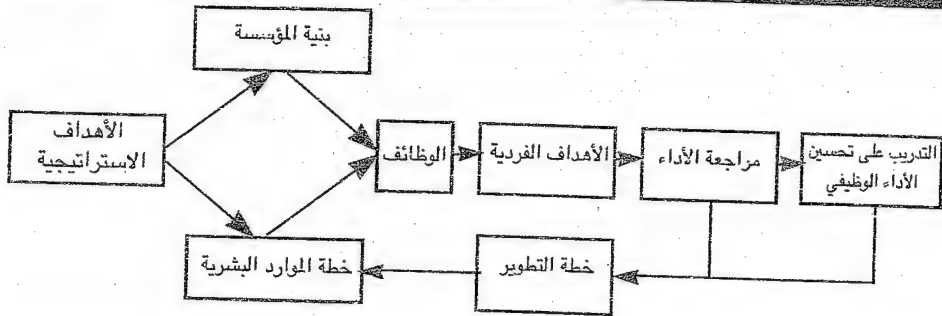 بنية المؤسسة
الأهداف
الاستراتيجية
الوظائف
الأهداف الفردية
مراجعة الأداء
التدريب على تحسين
الأداء الوظيفي
خطة الموارد البشرية
خطة التطوير